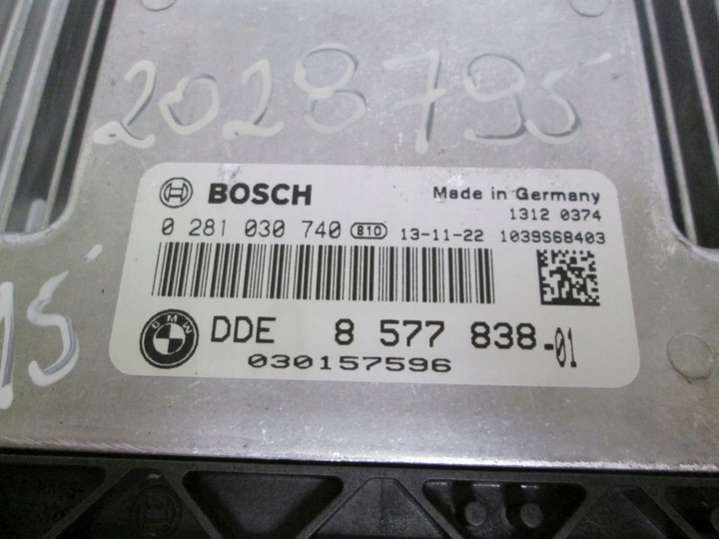 2028795
BOSCH Made in Germany
1312 0374
0 281 030 740 810 13-11-22 1039S68403
BMW DDE 8 577 838-01
030157596